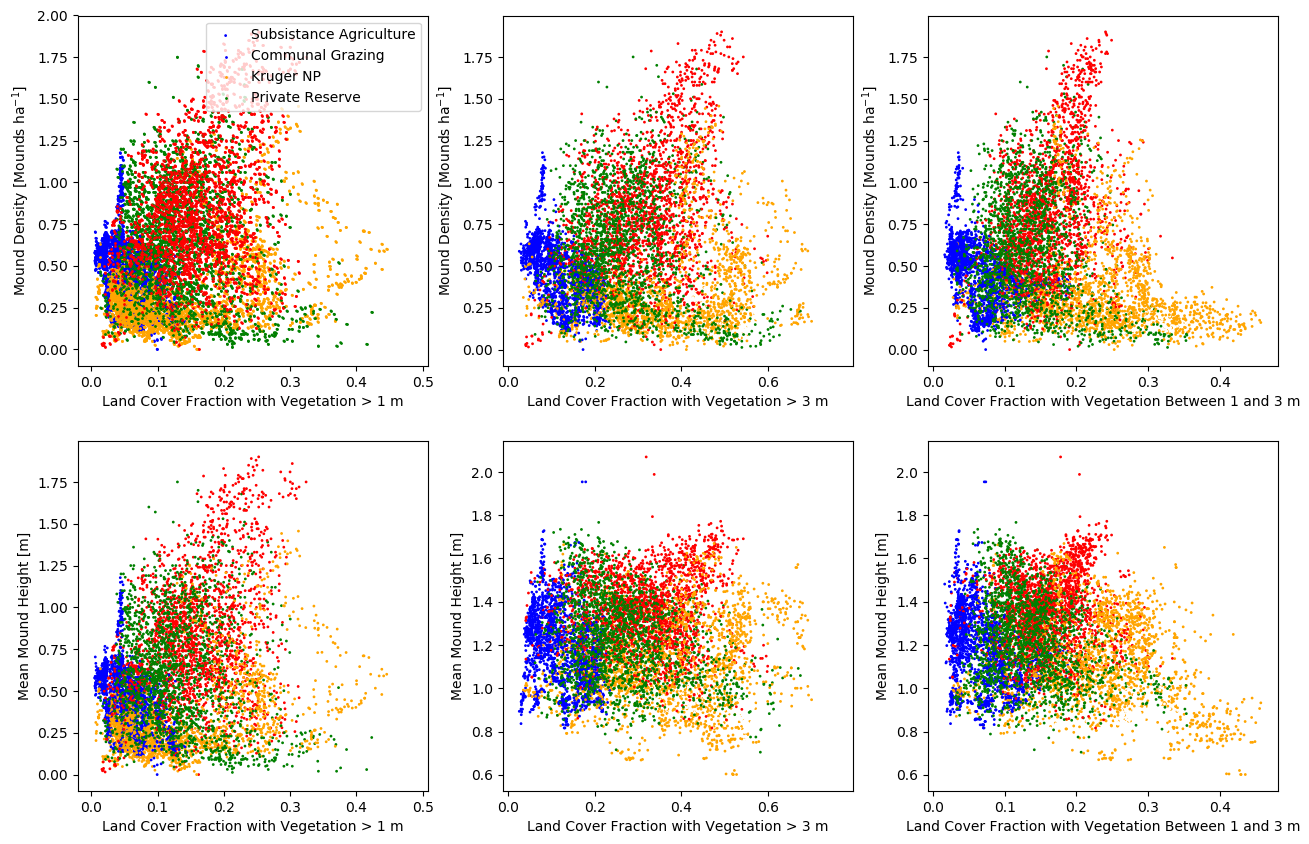 2.00
1.75
1.50
1.25
1.00
0.75
0.50
0.25
0.00
Mound Density [Mounds ha⁻¹]
Subsistance Agriculture
Communal Grazing
Kruger NP
Private Reserve
0.0 0.1 0.2 0.3 0.4 0.5
Land Cover Fraction with Vegetation > 1 m
1.75
1.50
1.25
1.00
0.75
0.50
0.25
0.00
Mound Density [Mounds ha⁻¹]
0.0 0.2 0.4 0.6
Land Cover Fraction with Vegetation > 3 m
1.75
1.50
1.25
1.00
0.75
0.50
0.25
0.00
Mound Density [Mounds ha⁻¹]
0.0 0.1 0.2 0.3 0.4
Land Cover Fraction with Vegetation Between 1 and 3 m
1.75
1.50
1.25
1.00
0.75
0.50
0.25
0.00
Mean Mound Height [m]
0.0 0.1 0.2 0.3 0.4 0.5
Land Cover Fraction with Vegetation > 1 m
2.0
1.8
1.6
1.4
1.2
1.0
0.8
0.6
Mean Mound Height [m]
0.0 0.2 0.4 0.6
Land Cover Fraction with Vegetation > 3 m
2.0
1.8
1.6
1.4
1.2
1.0
0.8
0.6
Mean Mound Height [m]
0.0 0.1 0.2 0.3 0.4
Land Cover Fraction with Vegetation Between 1 and 3 m